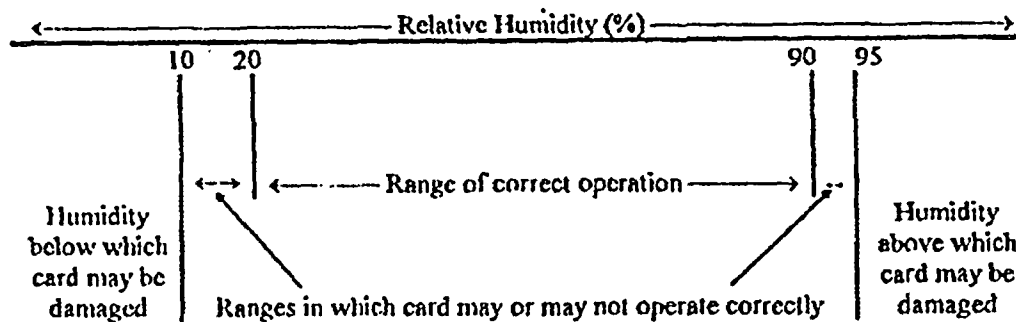 Relative Humidity (%)
10 20 90 95
Range of correct operation
Humidity
below which
card may be
damaged
Humidity
above which
card may be
damaged
Ranges in which card may or may not operate correctly